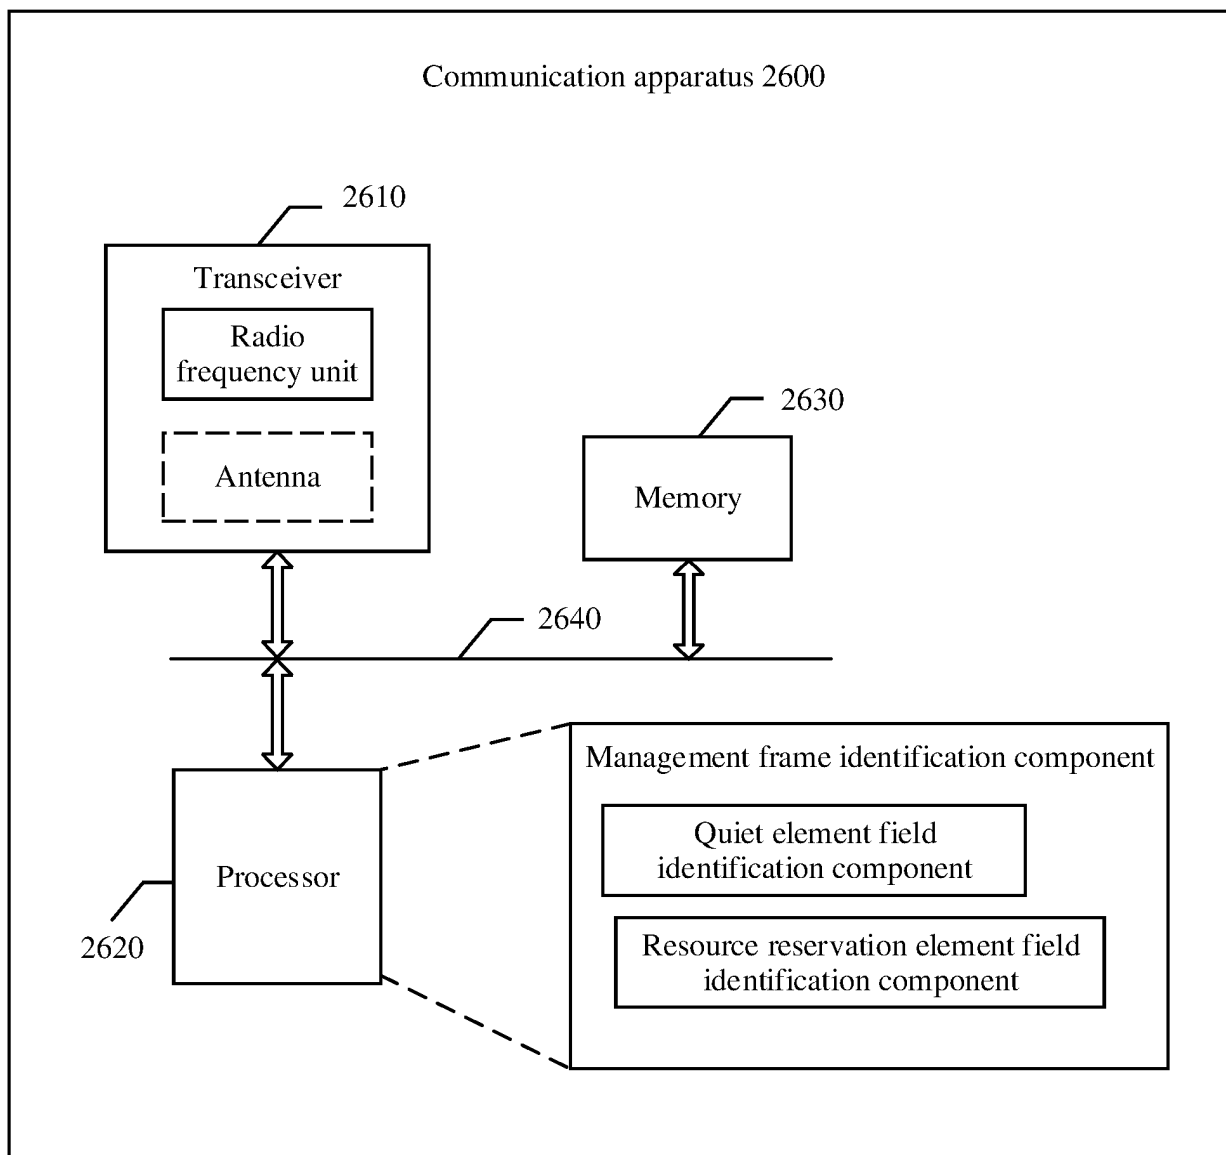 Communication apparatus 2600
2610
Transceiver
Radio
frequency unit
Antenna
2630
Memory
2640
Management frame identification component
Quiet element field
identification component
Resource reservation element field
identification component
Processor
2620